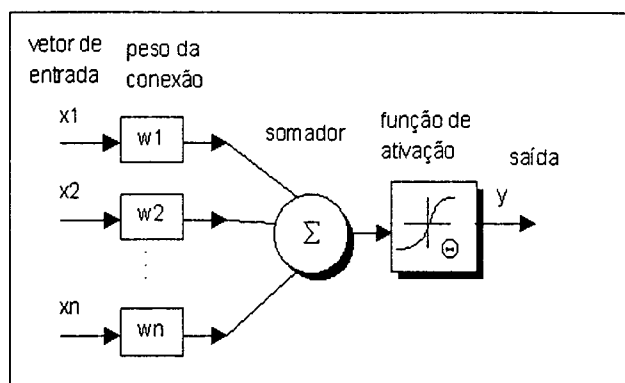 vetor de entrada
peso da conexão
x1
w1
somador
função de ativação
saída
x2
w2
Σ
y
Θ
xn
wn